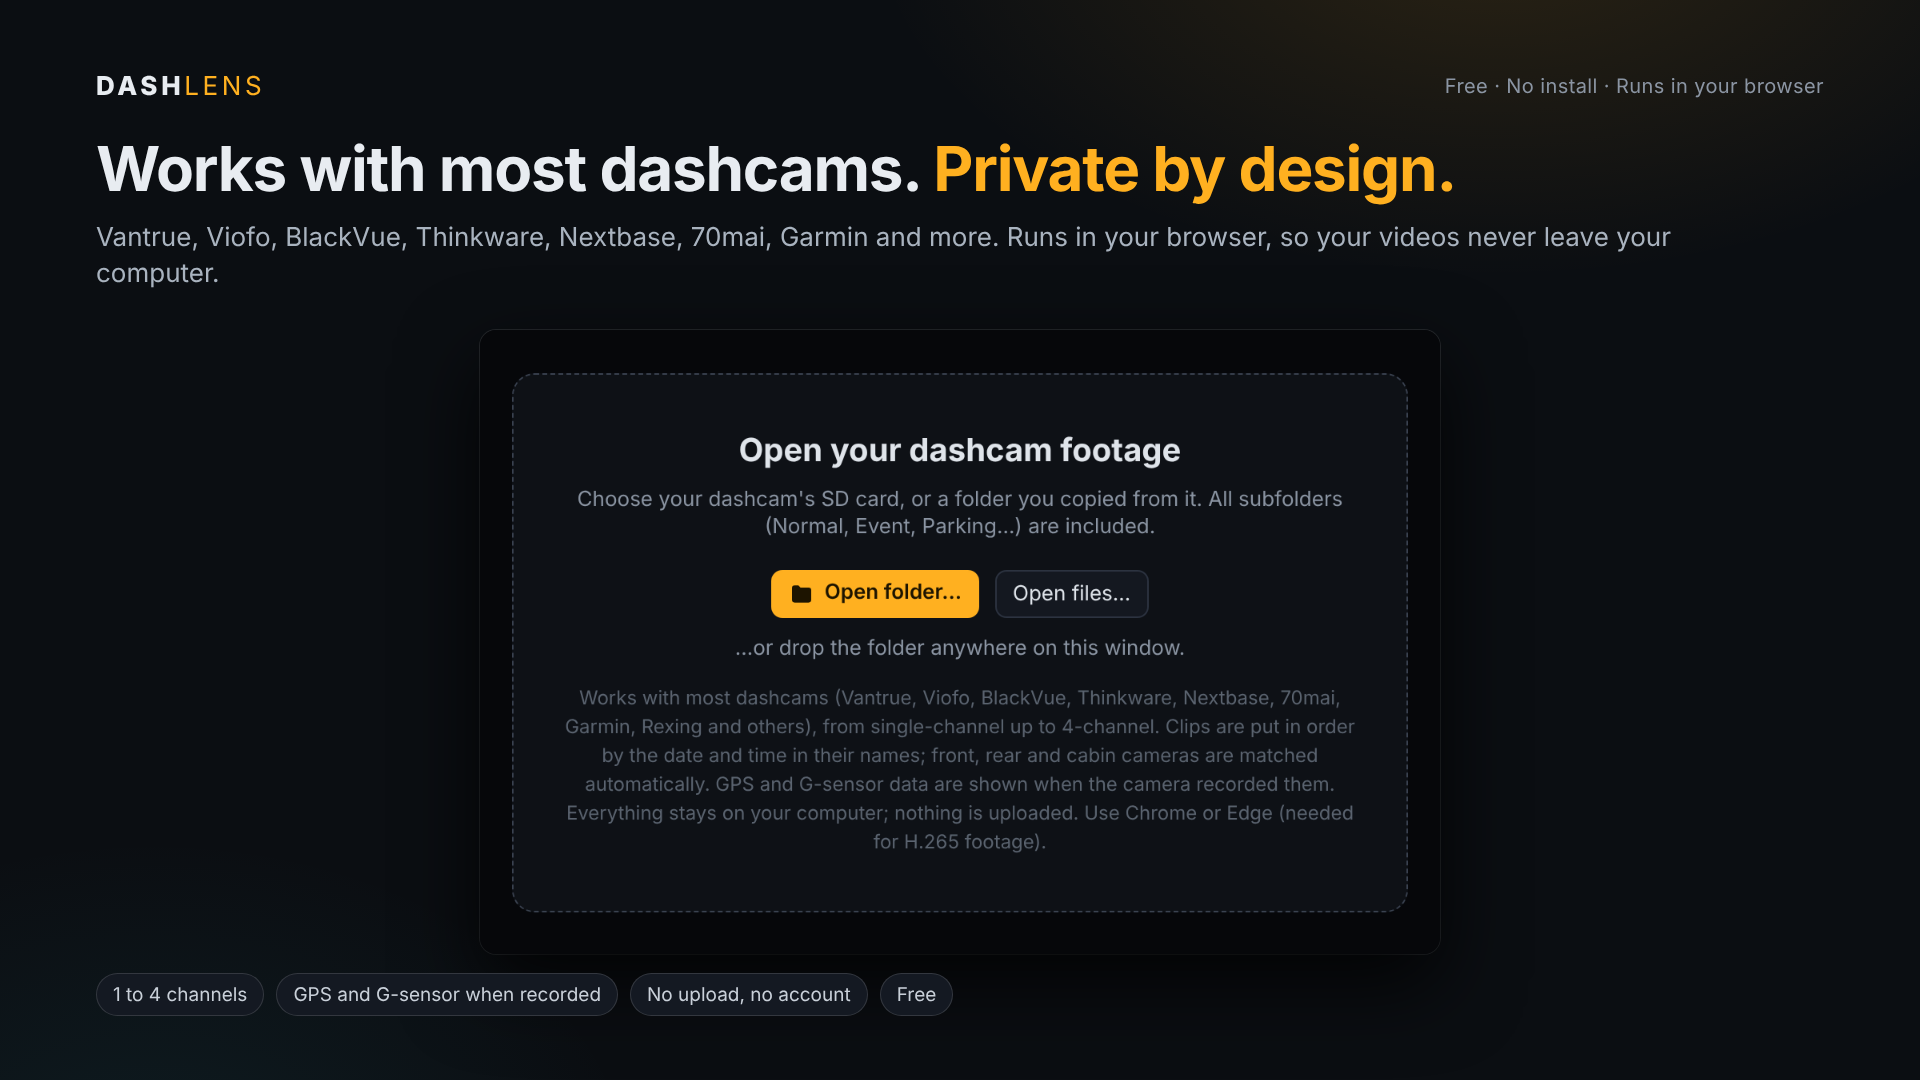 DASHLENS
Free · No install · Runs in your browser
Works with most dashcams. Private by design.
Vantrue, Viofo, BlackVue, Thinkware, Nextbase, 70mai, Garmin and more. Runs in your browser, so your videos never leave your
computer.
Open your dashcam footage
Choose your dashcam's SD card, or a folder you copied from it. All subfolders
(Normal, Event, Parking...) are included.
Open folder...
Open files...
...or drop the folder anywhere on this window.
Works with most dashcams (Vantrue, Viofo, BlackVue, Thinkware, Nextbase, 70mai,
Garmin, Rexing and others), from single-channel up to 4-channel. Clips are put in order
by the date and time in their names; front, rear and cabin cameras are matched
automatically. GPS and G-sensor data are shown when the camera recorded them.
Everything stays on your computer; nothing is uploaded. Use Chrome or Edge (needed
for H.265 footage).
1 to 4 channels
GPS and G-sensor when recorded
No upload, no account
Free